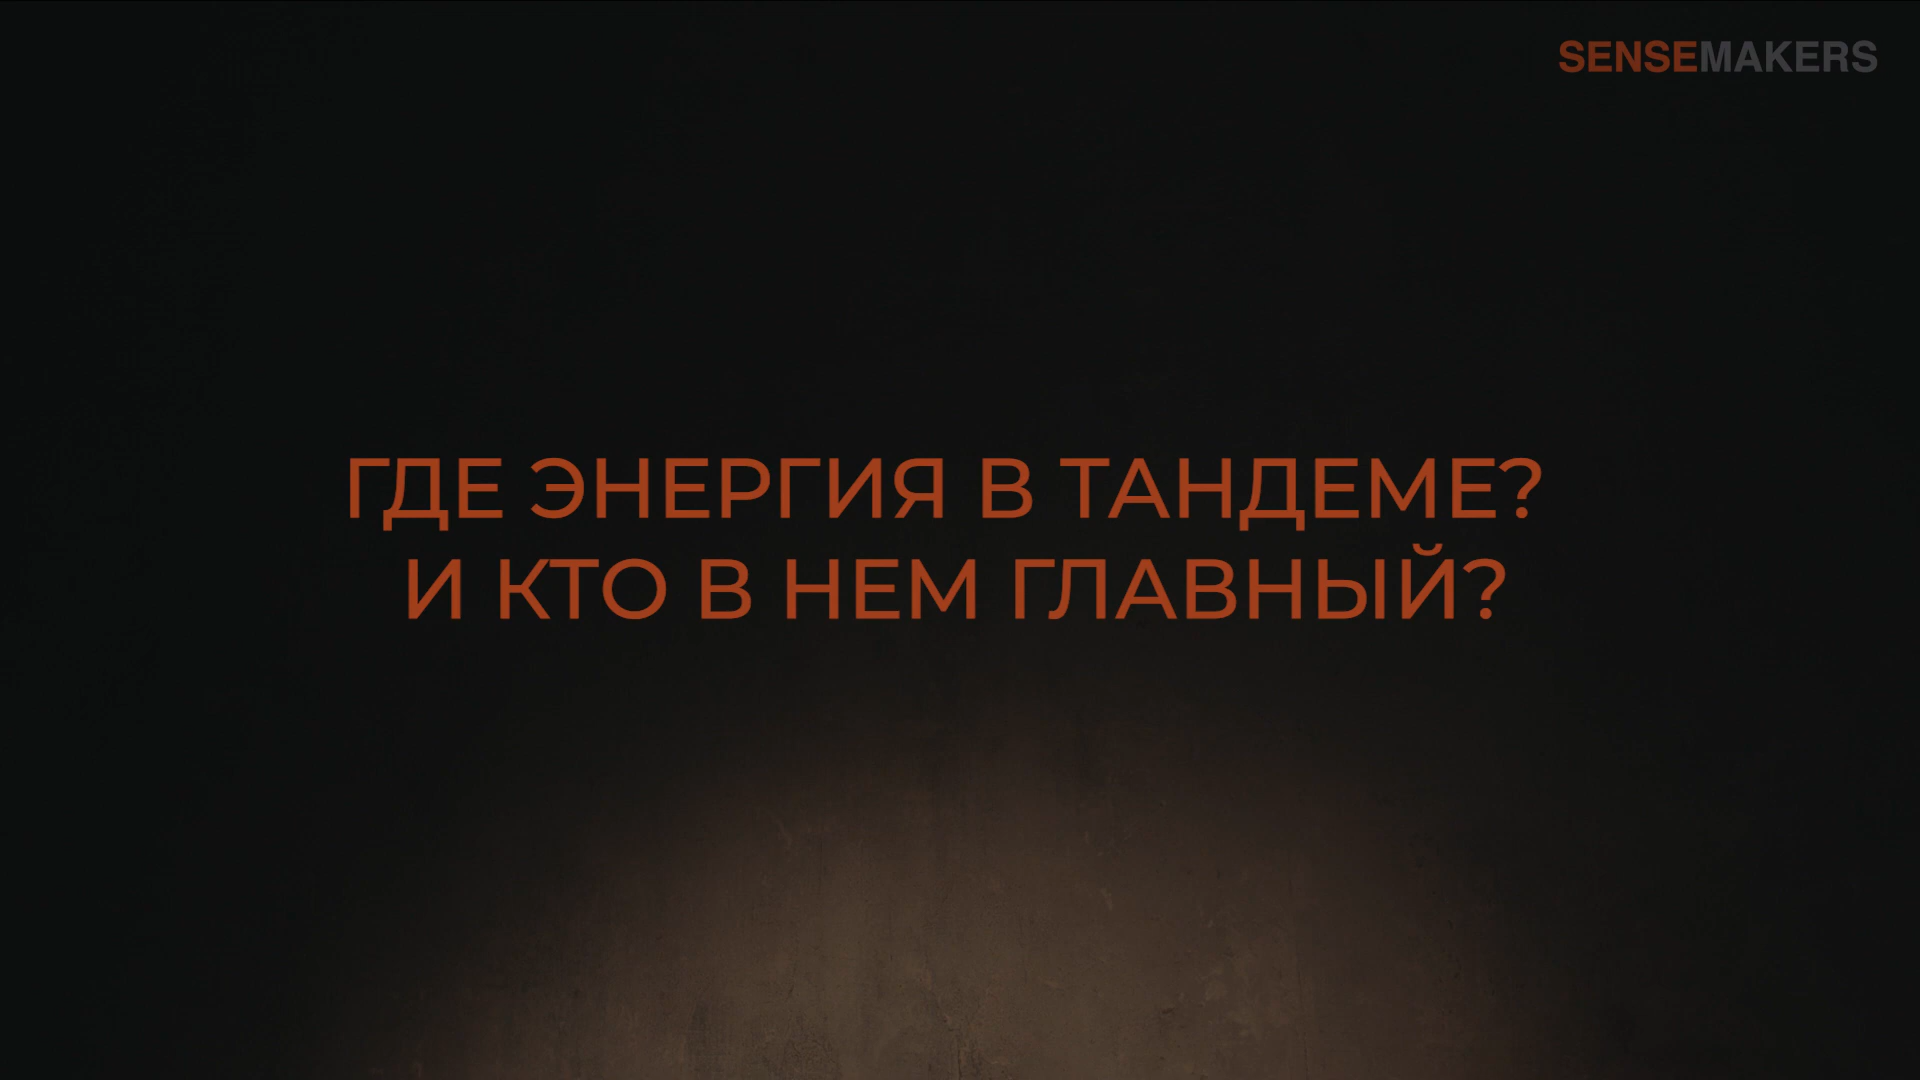 SENSEMAKERS
ГДЕ ЭНЕРГИЯ В ТАНДЕМЕ?
И КТО В НЕМ ГЛАВНЫЙ?